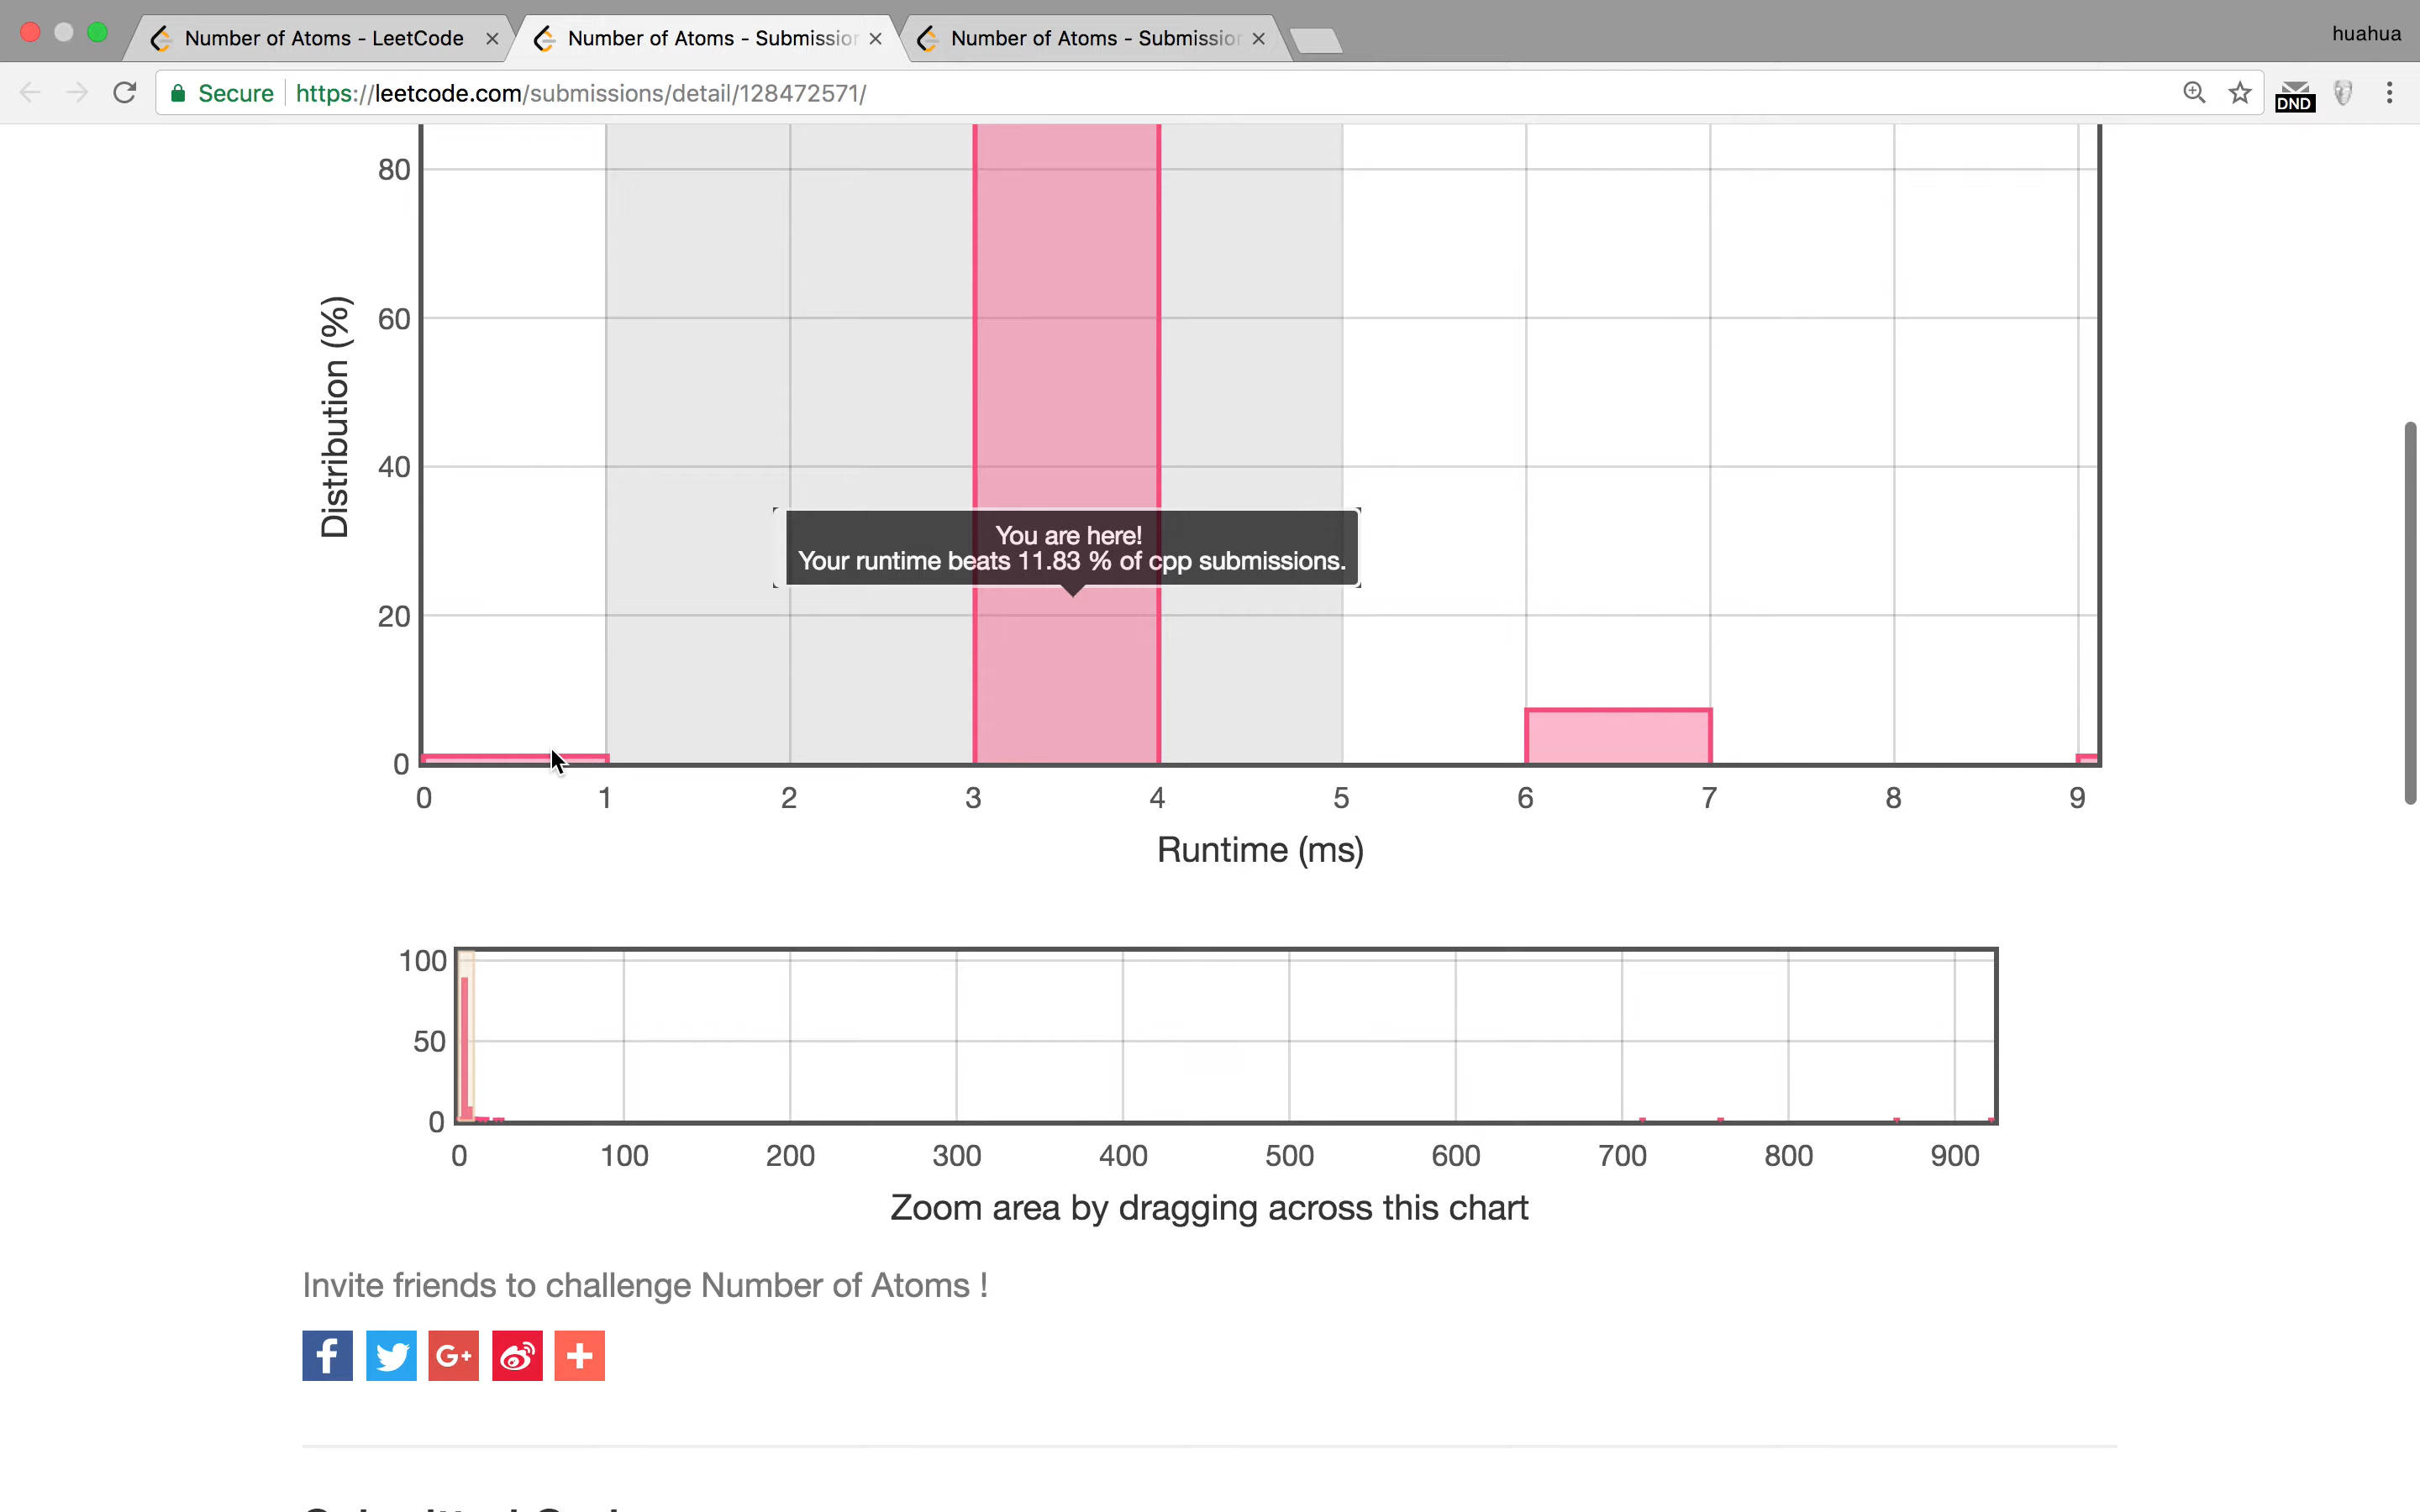 Number of Atoms - LeetCode
Number of Atoms - Submission
Number of Atoms - Submission
huahua
Secure https://leetcode.com/submissions/detail/128472571/
DND
80
60
40
20
0
Distribution (%)
You are here!
Your runtime beats 11.83 % of cpp submissions.
0 1 2 3 4 5 6 7 8 9
Runtime (ms)
100
50
0
0 100 200 300 400 500 600 700 800 900
Zoom area by dragging across this chart
Invite friends to challenge Number of Atoms !
f
G+